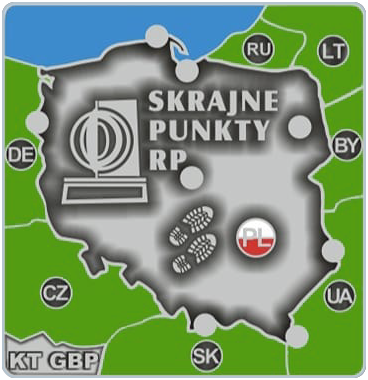 RU
LT
SKRAJNE
PUNKTY
RP
DE
BY
PL
CZ
UA
KT GBP
SK